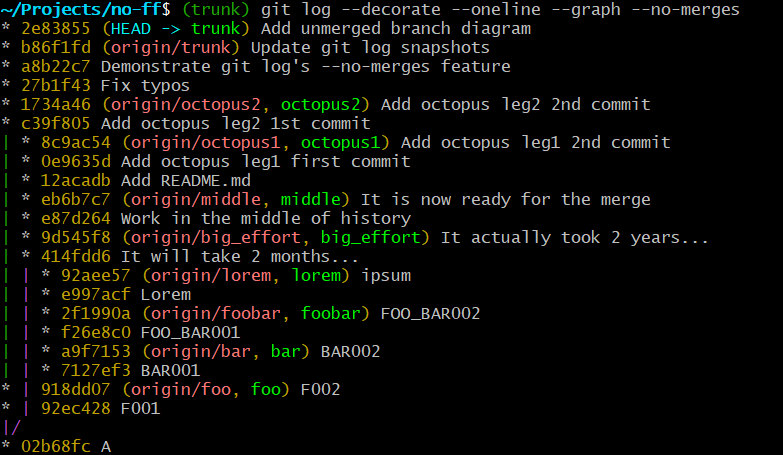 ~/Projects/no-ff$ (trunk) git log --decorate --oneline --graph --no-merges
* 2e83855 (HEAD -> trunk) Add unmerged branch diagram
* b86f1fd (origin/trunk) Update git log snapshots
* a8b22c7 Demonstrate git log's --no-merges feature
* 27b1f43 Fix typos
* 1734a46 (origin/octopus2, octopus2) Add octopus leg2 2nd commit
* c39f805 Add octopus leg2 1st commit
| * 8c9ac54 (origin/octopus1, octopus1) Add octopus leg1 2nd commit
| * 0e9635d Add octopus leg1 first commit
| * 12acadb Add README.md
| * eb6b7c7 (origin/middle, middle) It is now ready for the merge
| * e87d264 Work in the middle of history
| * 9d545f8 (origin/big_effort, big_effort) It actually took 2 years...
| * 414fdd6 It will take 2 months...
| | * 92aee57 (origin/lorem, lorem) ipsum
| | * e997acf Lorem
| | * 2f1990a (origin/foobar, foobar) FOO_BAR002
| | * f26e8c0 FOO_BAR001
| | * a9f7153 (origin/bar, bar) BAR002
| | * 7127ef3 BAR001
* | 918dd07 (origin/foo, foo) F002
* | 92ec428 F001
|/
* 02b68fc A